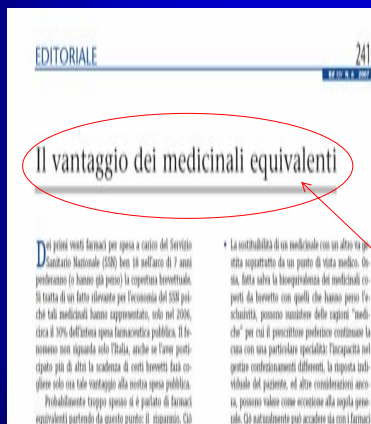 EDITORIALE
241
BIF XIV N. 6 2007
Il vantaggio dei medicinali equivalenti
Dei primi venti farmaci per spesa a carico del Servizio
Sanitario Nazionale (SSN) ben 18 nell'arco di 7 anni
perderanno (o hanno già perso) la copertura brevettuale.
Si tratta di un fatto rilevante per l'economia del SSN poi-
ché tali medicinali hanno rappresentato, solo nel 2006,
circa il 30% dell'intera spesa farmaceutica pubblica. Il fe-
nomeno non riguarda solo l'Italia, anche se l'aver posti-
cipato più di altri la scadenza di certi brevetti farà co-
gliere solo ora tale vantaggio alla nostra spesa pubblica.
Probabilmente troppo spesso si è parlato di farmaci
equivalenti partendo da questo punto: il risparmio. Ciò
• La sostituibilità di un medicinale con un altro va ge-
stita soprattutto da un punto di vista medico. Os-
sia, fatta salva la bioequivalenza dei medicinali co-
perti da brevetto con quelli che hanno perso l'e-
sclusività, possono sussistere delle ragioni "medi-
che" per cui il prescrittore preferisce continuare la
cura con una particolare specialità: l'incapacità nel
gestire confezionamenti differenti, la risposta indi-
viduale del paziente, ed altre considerazioni anco-
ra, possono valere come eccezione alla regola gene-
rale. Ciò naturalmente può accadere sia con i farmaci